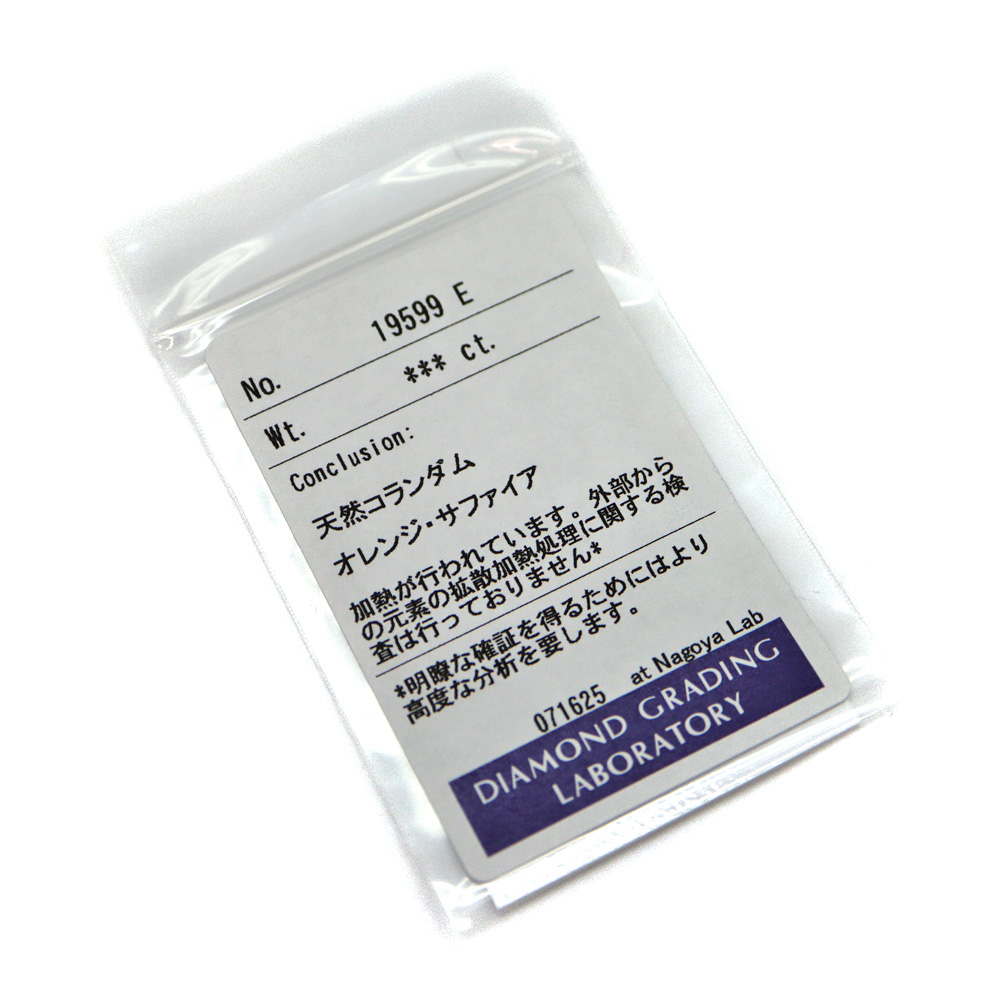 No. 19599 E
Wt. *** ct.
Conclusion:
天然コランダム
オレンジ・サファイア
加熱が行われています。外部から
の元素の拡散加熱処理に関する検
査は行っておりません*
*明瞭な確証を得るためにはより
高度な分析を要します。
071625 at Nagoya Lab
DIAMOND GRADING
LABORATORY